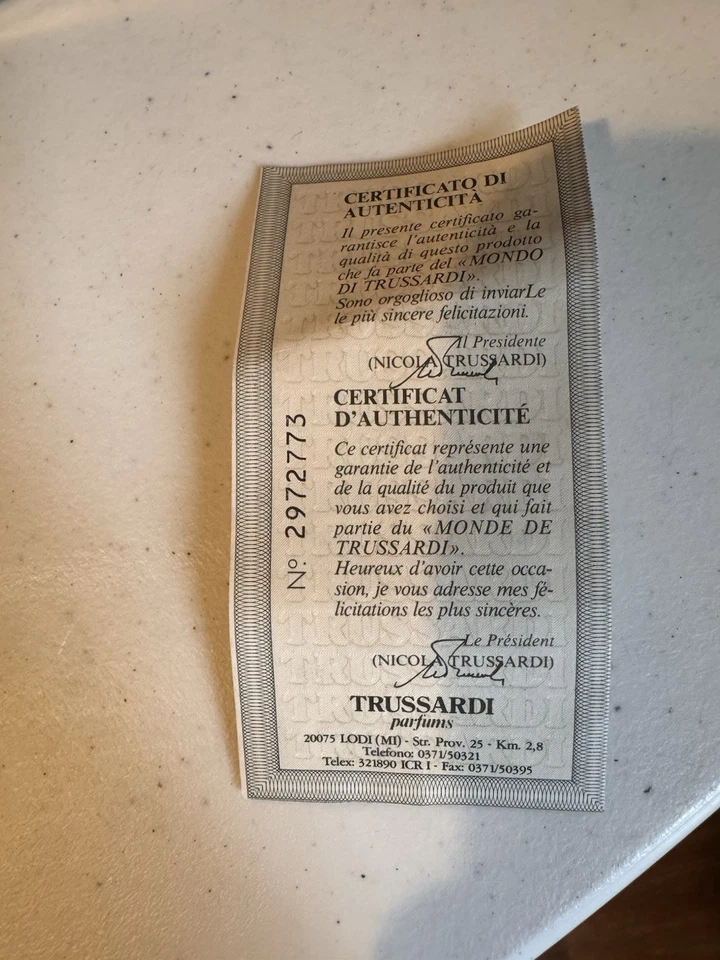 CERTIFICATO DI
AUTENTICITÀ
Il presente certificato ga-
rantisce l'autenticità e la
qualità di questo prodotto
che fa parte del «MONDO
DI TRUSSARDI».
Sono orgoglioso di inviarLe
le più sincere felicitazioni.
Il Presidente
(NICOLA TRUSSARDI)
CERTIFICAT
D'AUTHENTICITÉ
Ce certificat représente une
garantie de l'authenticité et
de la qualité du produit que
vous avez choisi et qui fait
partie du «MONDE DE
TRUSSARDI».
Heureux d'avoir cette occa-
sion, je vous adresse mes fé-
licitations les plus sincères.
Le Président
(NICOLA TRUSSARDI)
TRUSSARDI
parfums
20075 LODI (MI) - Str. Prov. 25 - Km. 2,8
Telefono: 0371/50321
Telex: 321890 ICR I - Fax: 0371/50395
Nº 2972773